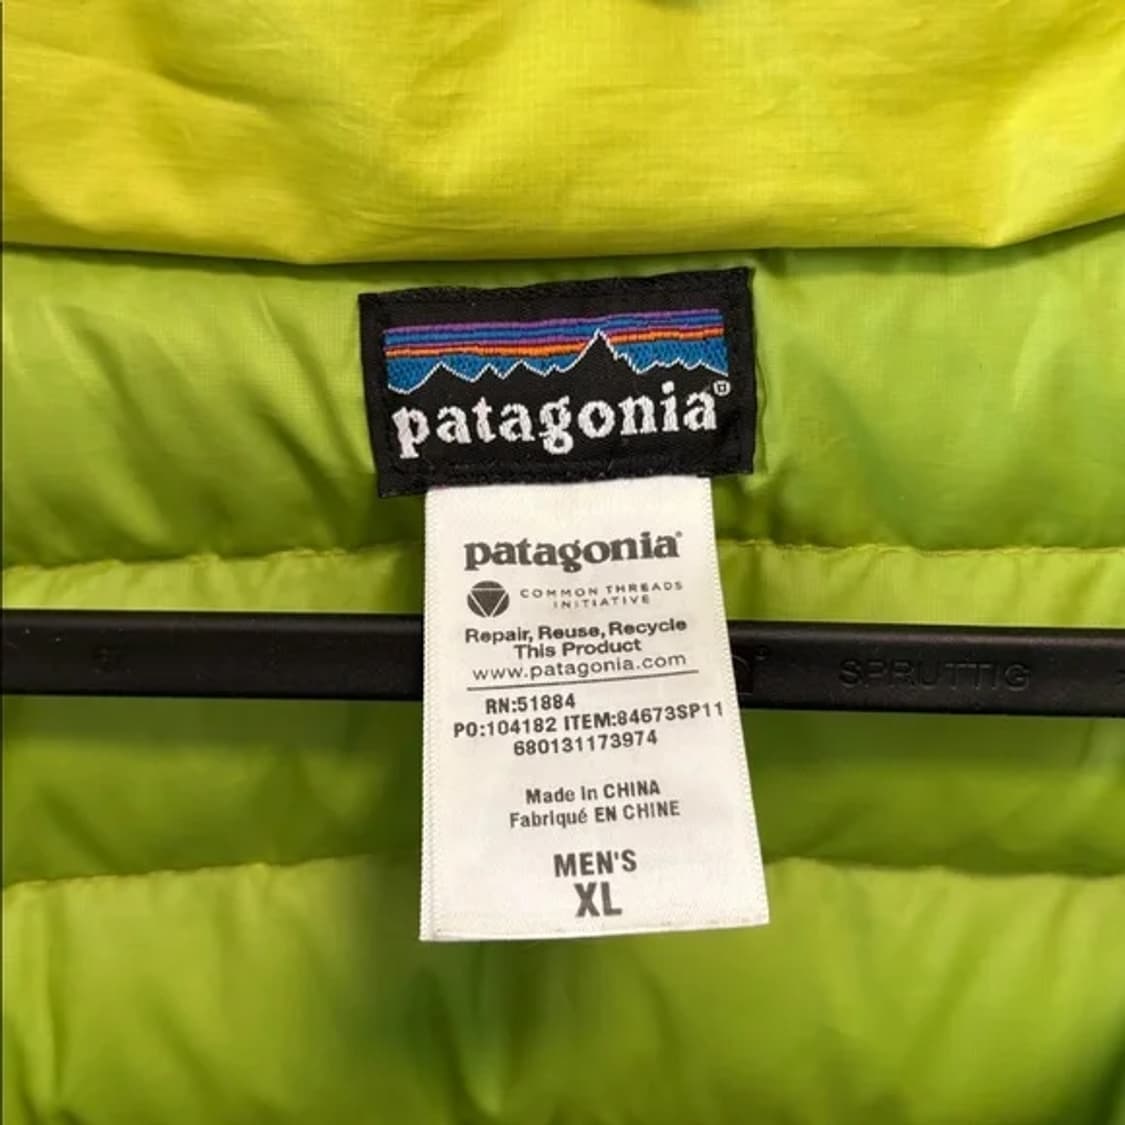 patagonia®
patagonia®
COMMON THREADS
INITIATIVE
Repair, Reuse, Recycle
This Product
www.patagonia.com
RN:51884
PO:104182 ITEM:84673SP11
680131173974
Made in CHINA
Fabriqué EN CHINE
MEN'S
XL
SPRUTTIG